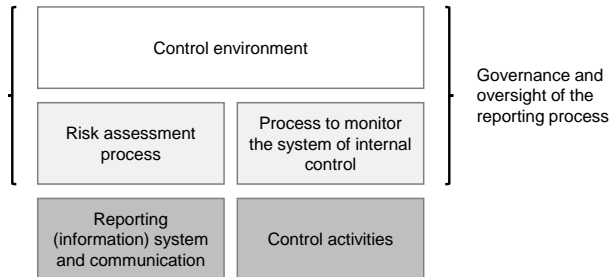 Control environment
Governance and
oversight of the
reporting process
Risk assessment
process
Process to monitor
the system of internal
control
Reporting
(information) system
and communication
Control activities